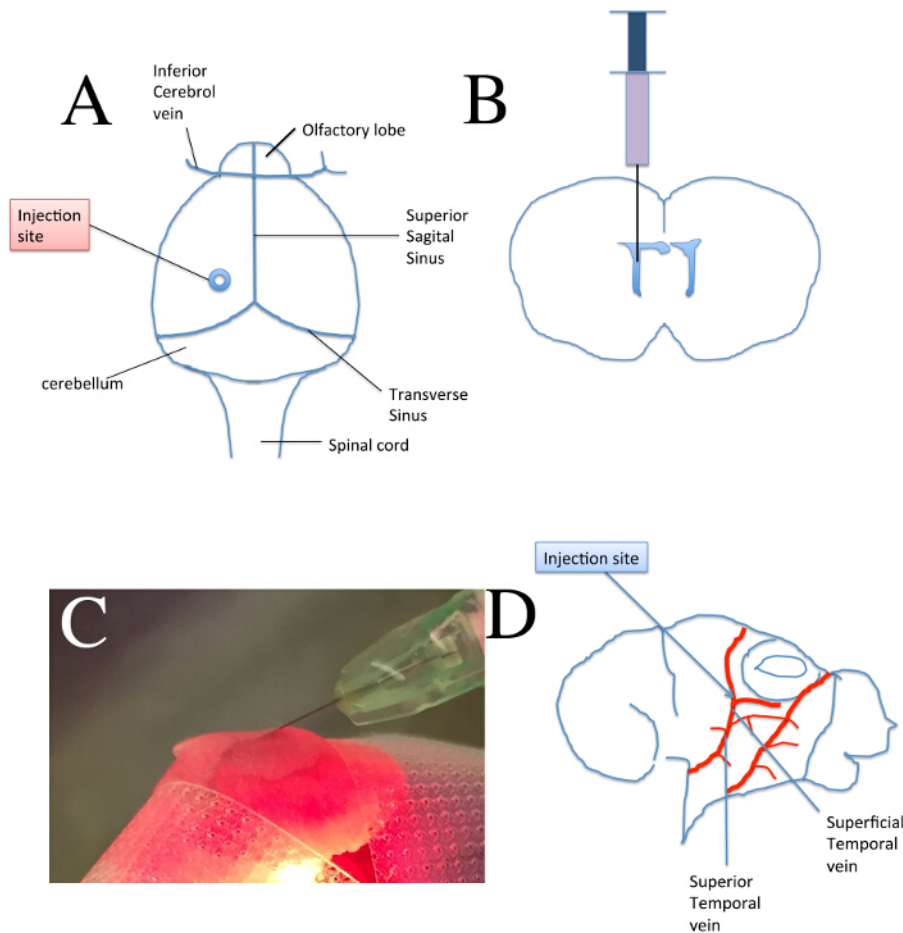 A
Inferior
Cerebrol
vein
Olfactory lobe
Injection
site
Superior
Sagital
Sinus
cerebellum
Transverse
Sinus
Spinal cord
B
C
D
Injection site
Superficial
Temporal
vein
Superior
Temporal
vein